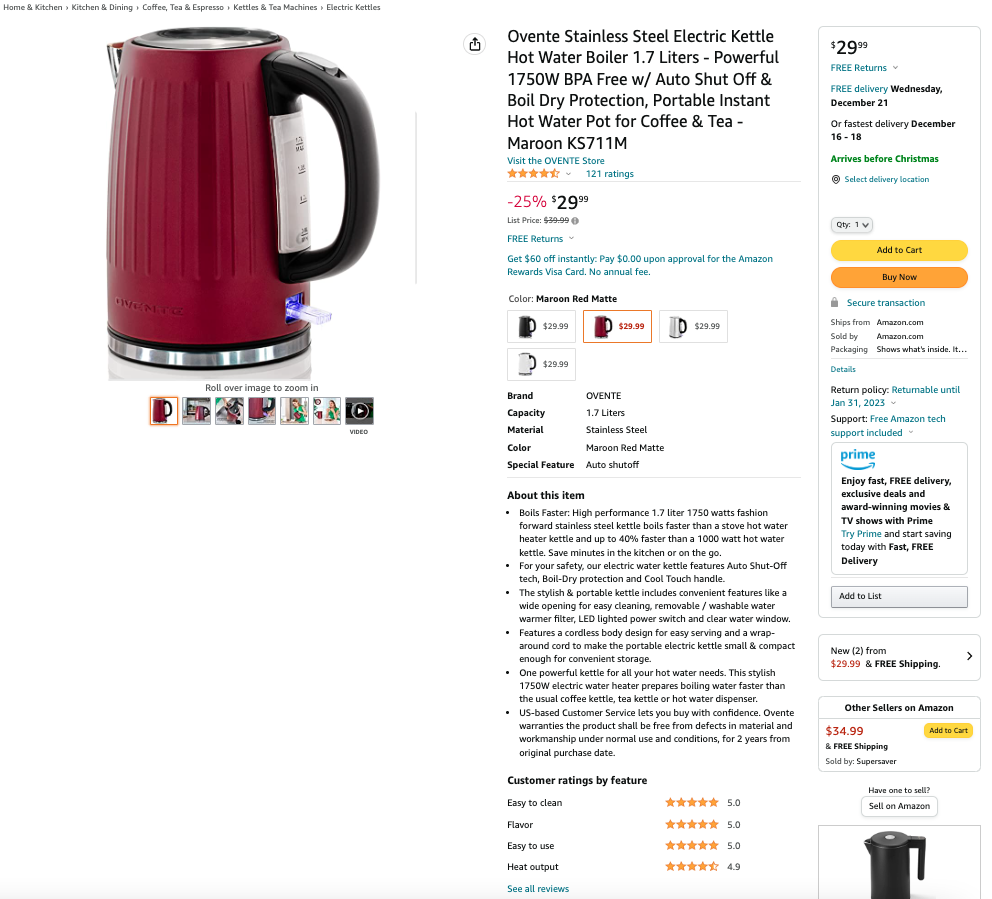 Home & Kitchen › Kitchen & Dining › Coffee, Tea & Espresso › Kettles & Tea Machines › Electric Kettles
OVENTE
Roll over image to zoom in
VIDEO
Ovente Stainless Steel Electric Kettle
Hot Water Boiler 1.7 Liters - Powerful
1750W BPA Free w/ Auto Shut Off &
Boil Dry Protection, Portable Instant
Hot Water Pot for Coffee & Tea -
Maroon KS711M
Visit the OVENTE Store
121 ratings
-25% $29.99
List Price: $39.99
FREE Returns
Get $60 off instantly: Pay $0.00 upon approval for the Amazon
Rewards Visa Card. No annual fee.
Color: Maroon Red Matte
$29.99 $29.99 $29.99
$29.99
Brand OVENTE
Capacity 1.7 Liters
Material Stainless Steel
Color Maroon Red Matte
Special Feature Auto shutoff
About this item
• Boils Faster: High performance 1.7 liter 1750 watts fashion
forward stainless steel kettle boils faster than a stove hot water
heater kettle and up to 40% faster than a 1000 watt hot water
kettle. Save minutes in the kitchen or on the go.
• For your safety, our electric water kettle features Auto Shut-Off
tech, Boil-Dry protection and Cool Touch handle.
• The stylish & portable kettle includes convenient features like a
wide opening for easy cleaning, removable / washable water
warmer filter, LED lighted power switch and clear water window.
• Features a cordless body design for easy serving and a wrap-
around cord to make the portable electric kettle small & compact
enough for convenient storage.
• One powerful kettle for all your hot water needs. This stylish
1750W electric water heater prepares boiling water faster than
the usual coffee kettle, tea kettle or hot water dispenser.
• US-based Customer Service lets you buy with confidence. Ovente
warranties the product shall be free from defects in material and
workmanship under normal use and conditions, for 2 years from
original purchase date.
Customer ratings by feature
Easy to clean 5.0
Flavor 5.0
Easy to use 5.0
Heat output 4.9
See all reviews
$29.99
FREE Returns
FREE delivery Wednesday,
December 21
Or fastest delivery December
16 - 18
Arrives before Christmas
Select delivery location
Qty: 1
Add to Cart
Buy Now
Secure transaction
Ships from Amazon.com
Sold by Amazon.com
Packaging Shows what's inside. It…
Details
Return policy: Returnable until
Jan 31, 2023
Support: Free Amazon tech
support included
prime
Enjoy fast, FREE delivery,
exclusive deals and
award-winning movies &
TV shows with Prime
Try Prime and start saving
today with Fast, FREE
Delivery
Add to List
New (2) from
$29.99 & FREE Shipping.
Other Sellers on Amazon
$34.99 Add to Cart
& FREE Shipping
Sold by: Supersaver
Have one to sell?
Sell on Amazon